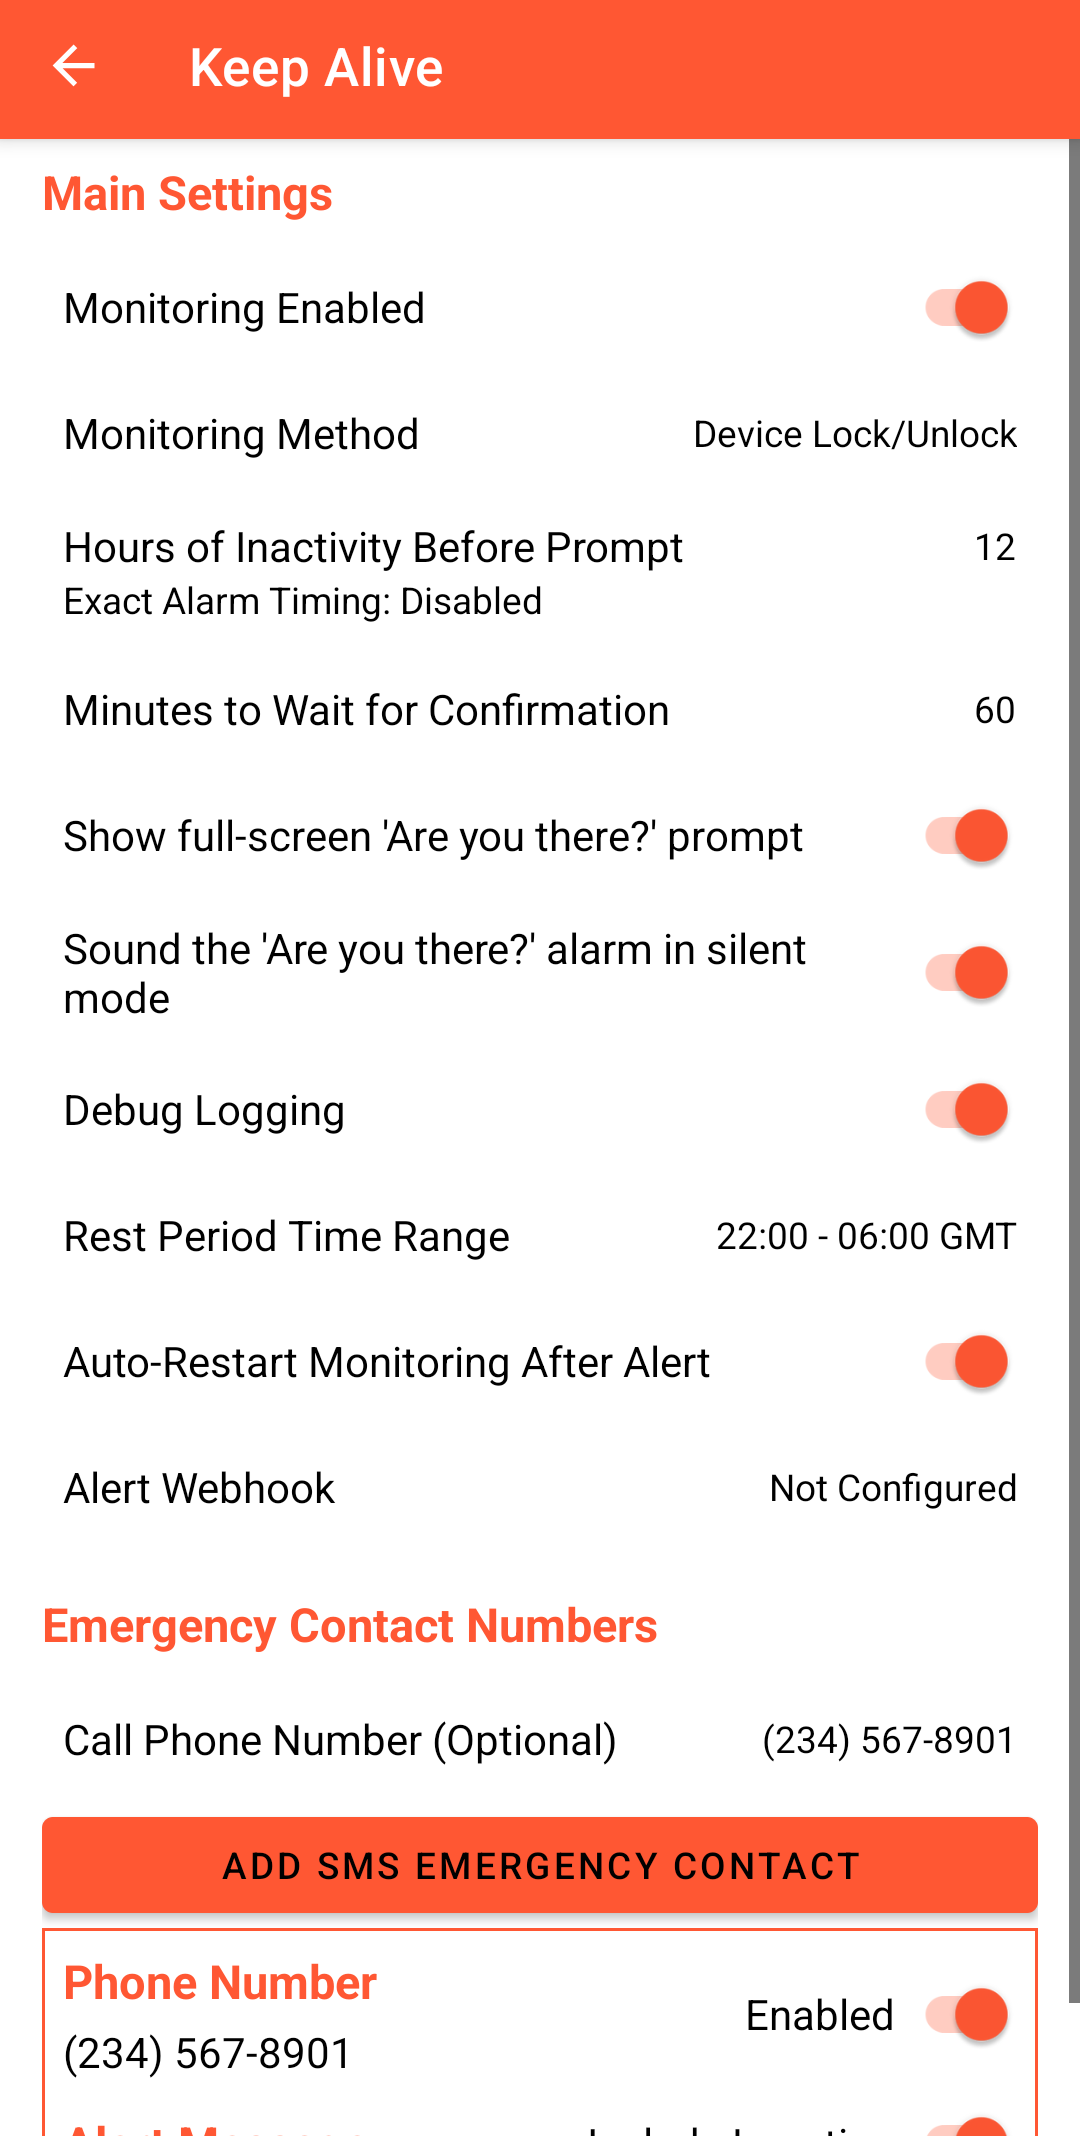 Keep Alive
Main Settings
Monitoring Enabled
Monitoring Method Device Lock/Unlock
Hours of Inactivity Before Prompt 12
Exact Alarm Timing: Disabled
Minutes to Wait for Confirmation 60
Show full-screen 'Are you there?' prompt
Sound the 'Are you there?' alarm in silent
mode
Debug Logging
Rest Period Time Range 22:00 - 06:00 GMT
Auto-Restart Monitoring After Alert
Alert Webhook Not Configured
Emergency Contact Numbers
Call Phone Number (Optional) (234) 567-8901
ADD SMS EMERGENCY CONTACT
Phone Number
Enabled
(234) 567-8901